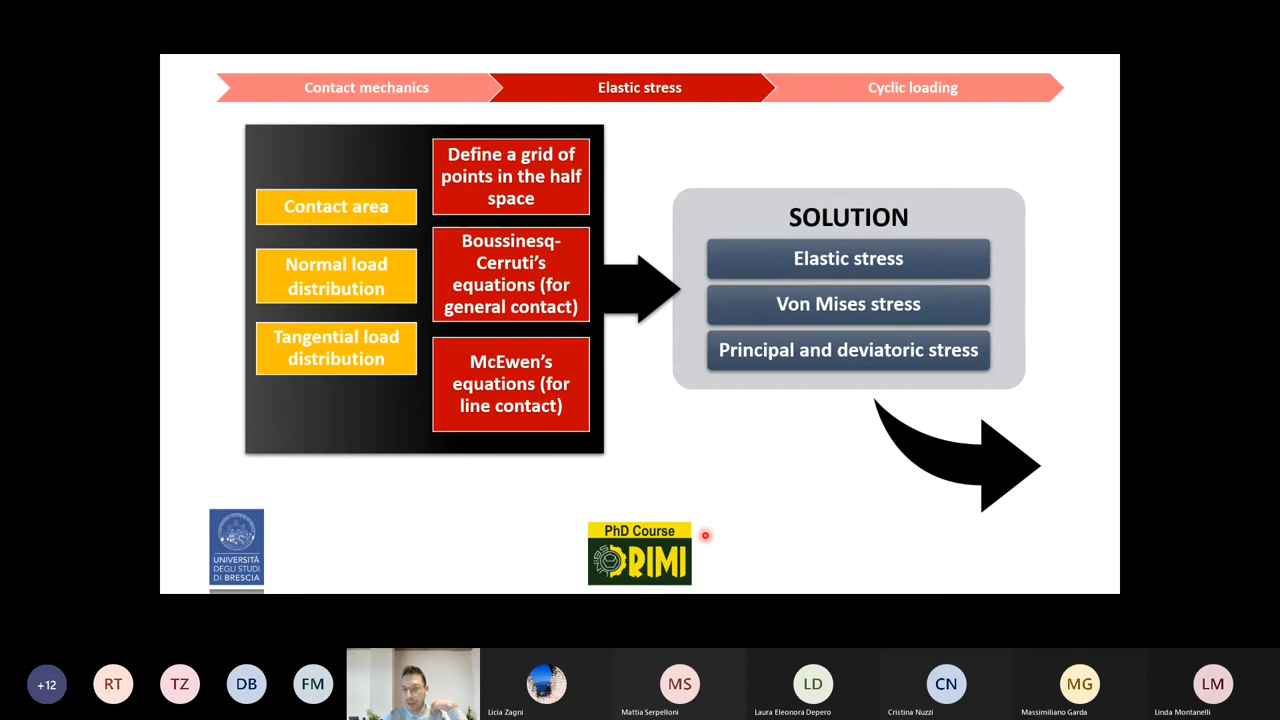 Contact mechanics
Elastic stress
Cyclic loading
Contact area
Normal load
distribution
Tangential load
distribution
Define a grid of
points in the half
space
Boussinesq-
Cerruti's
equations (for
general contact)
McEwen's
equations (for
line contact)
SOLUTION
Elastic stress
Von Mises stress
Principal and deviatoric stress
UNIVERSITÀ
DEGLI STUDI
DI BRESCIA
PhD Course
DRIMI
+12
RT
TZ
DB
FM
Licia Zagni
MS
Mattia Serpelloni
LD
Laura Eleonora Depero
CN
Cristina Nuzzi
MG
Massimiliano Garda
LM
Linda Montanelli